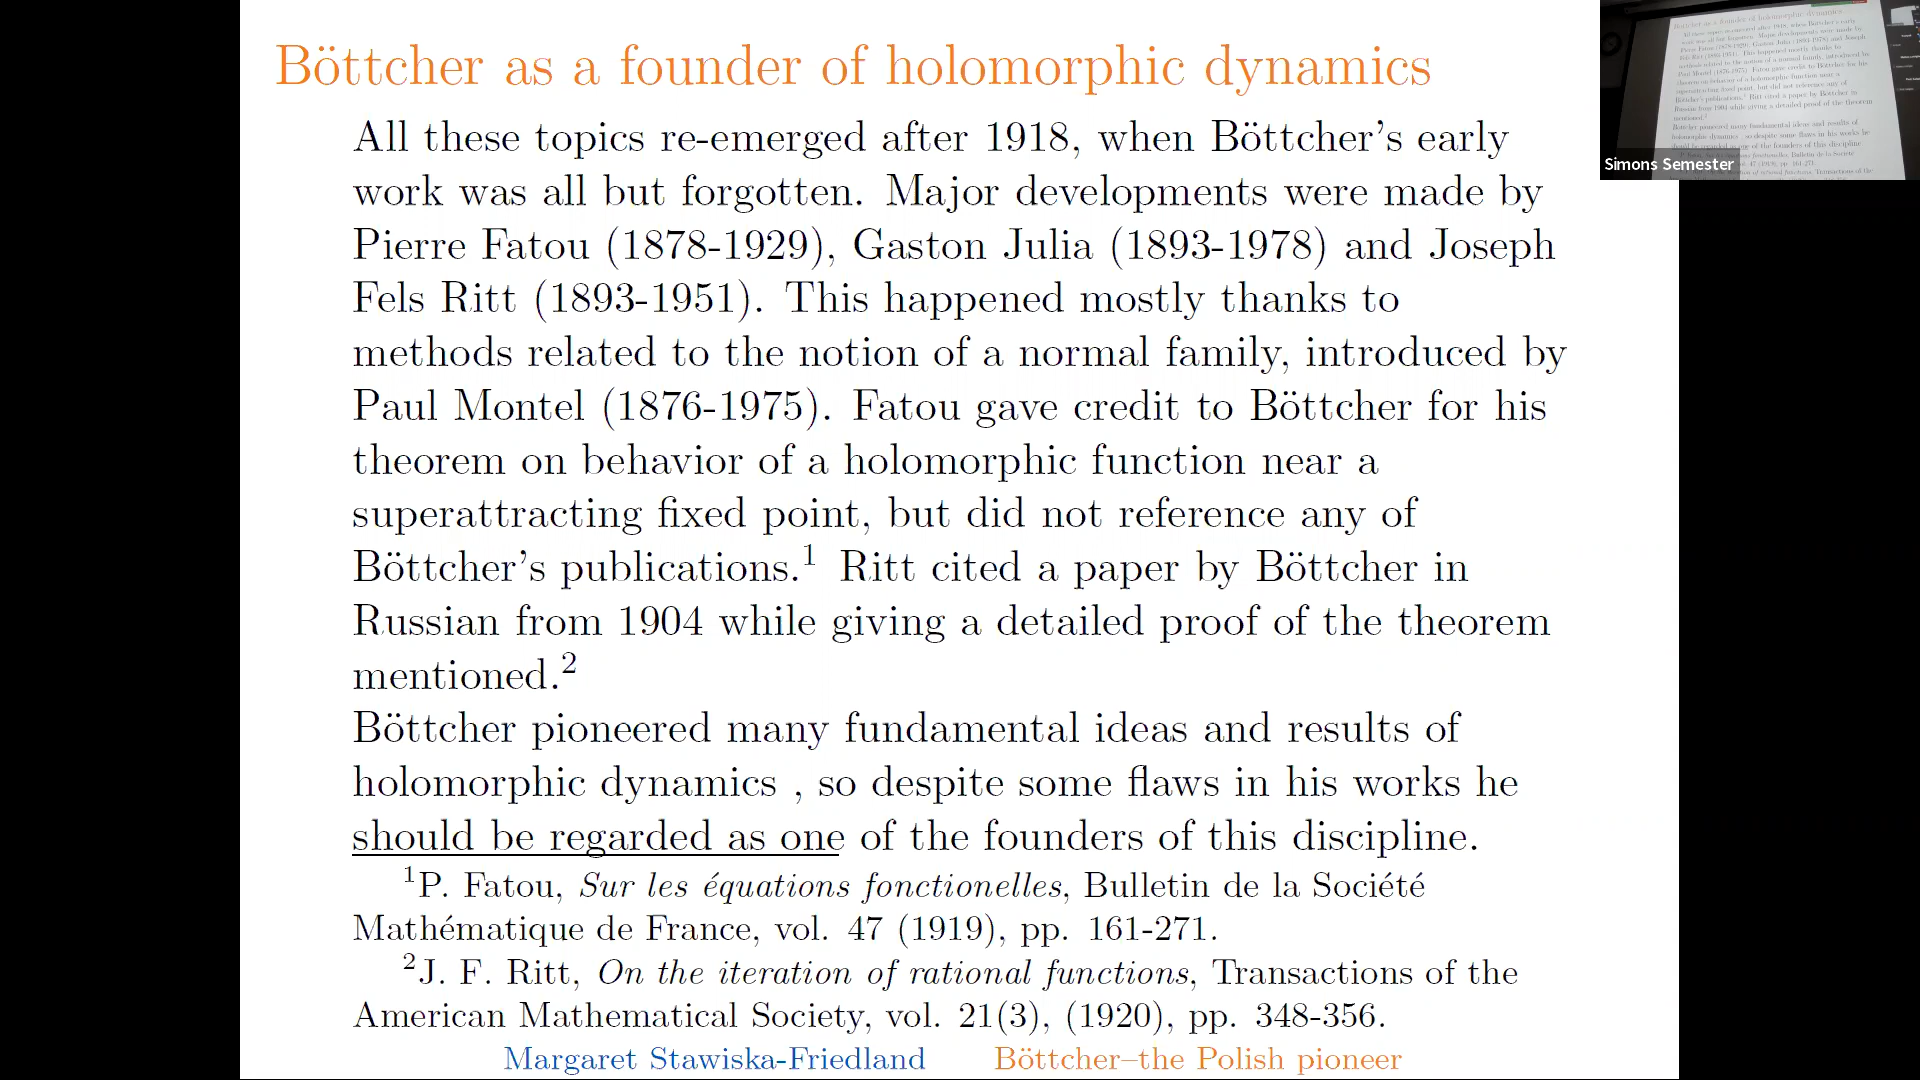 Böttcher as a founder of holomorphic dynamics
All these topics re-emerged after 1918, when Böttcher's early
work was all but forgotten. Major developments were made by
Pierre Fatou (1878-1929), Gaston Julia (1893-1978) and Joseph
Fels Ritt (1893-1951). This happened mostly thanks to
methods related to the notion of a normal family, introduced by
Paul Montel (1876-1975). Fatou gave credit to Böttcher for his
theorem on behavior of a holomorphic function near a
superattracting fixed point, but did not reference any of
Böttcher's publications.¹ Ritt cited a paper by Böttcher in
Russian from 1904 while giving a detailed proof of the theorem
mentioned.²
Böttcher pioneered many fundamental ideas and results of
holomorphic dynamics , so despite some flaws in his works he
should be regarded as one of the founders of this discipline.
¹P. Fatou, Sur les équations fonctionelles, Bulletin de la Société
Mathématique de France, vol. 47 (1919), pp. 161-271.
²J. F. Ritt, On the iteration of rational functions, Transactions of the
American Mathematical Society, vol. 21(3), (1920), pp. 348-356.
Margaret Stawiska-Friedland Böttcher–the Polish pioneer
Simons Semester